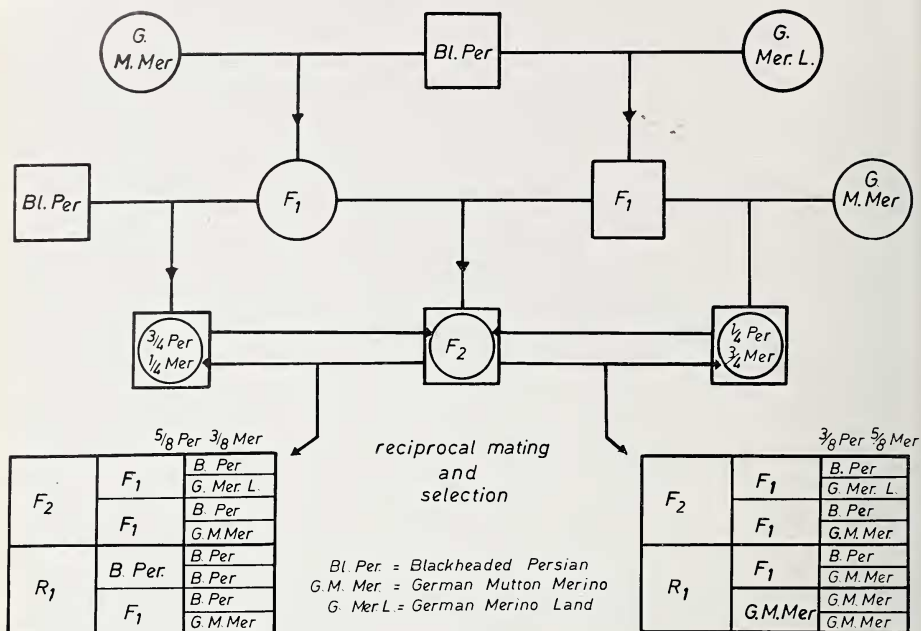 G.
M. Mer
Bl. Per
G.
Mer. L.
Bl. Per
F1
F1
G.
M. Mer
3/4 Per
1/4 Mer
F2
1/4 Per
3/4 Mer
5/8 Per 3/8 Mer
F2
F1
B. Per
G. Mer. L.
F1
B. Per
G.M.Mer
R1
B. Per.
B. Per
B. Per
F1
B. Per
G.M.Mer
reciprocal mating
and
selection
Bl. Per. = Blackheaded Persian
G.M. Mer. = German Mutton Merino
G. Mer L. = German Merino Land
3/8 Per 5/8 Mer
F2
F1
B. Per
G. Mer. L.
F1
B. Per
G.M. Mer
R1
F1
B. Per
G.M.Mer
G.M.Mer
G.M.Mer
G.M.Mer